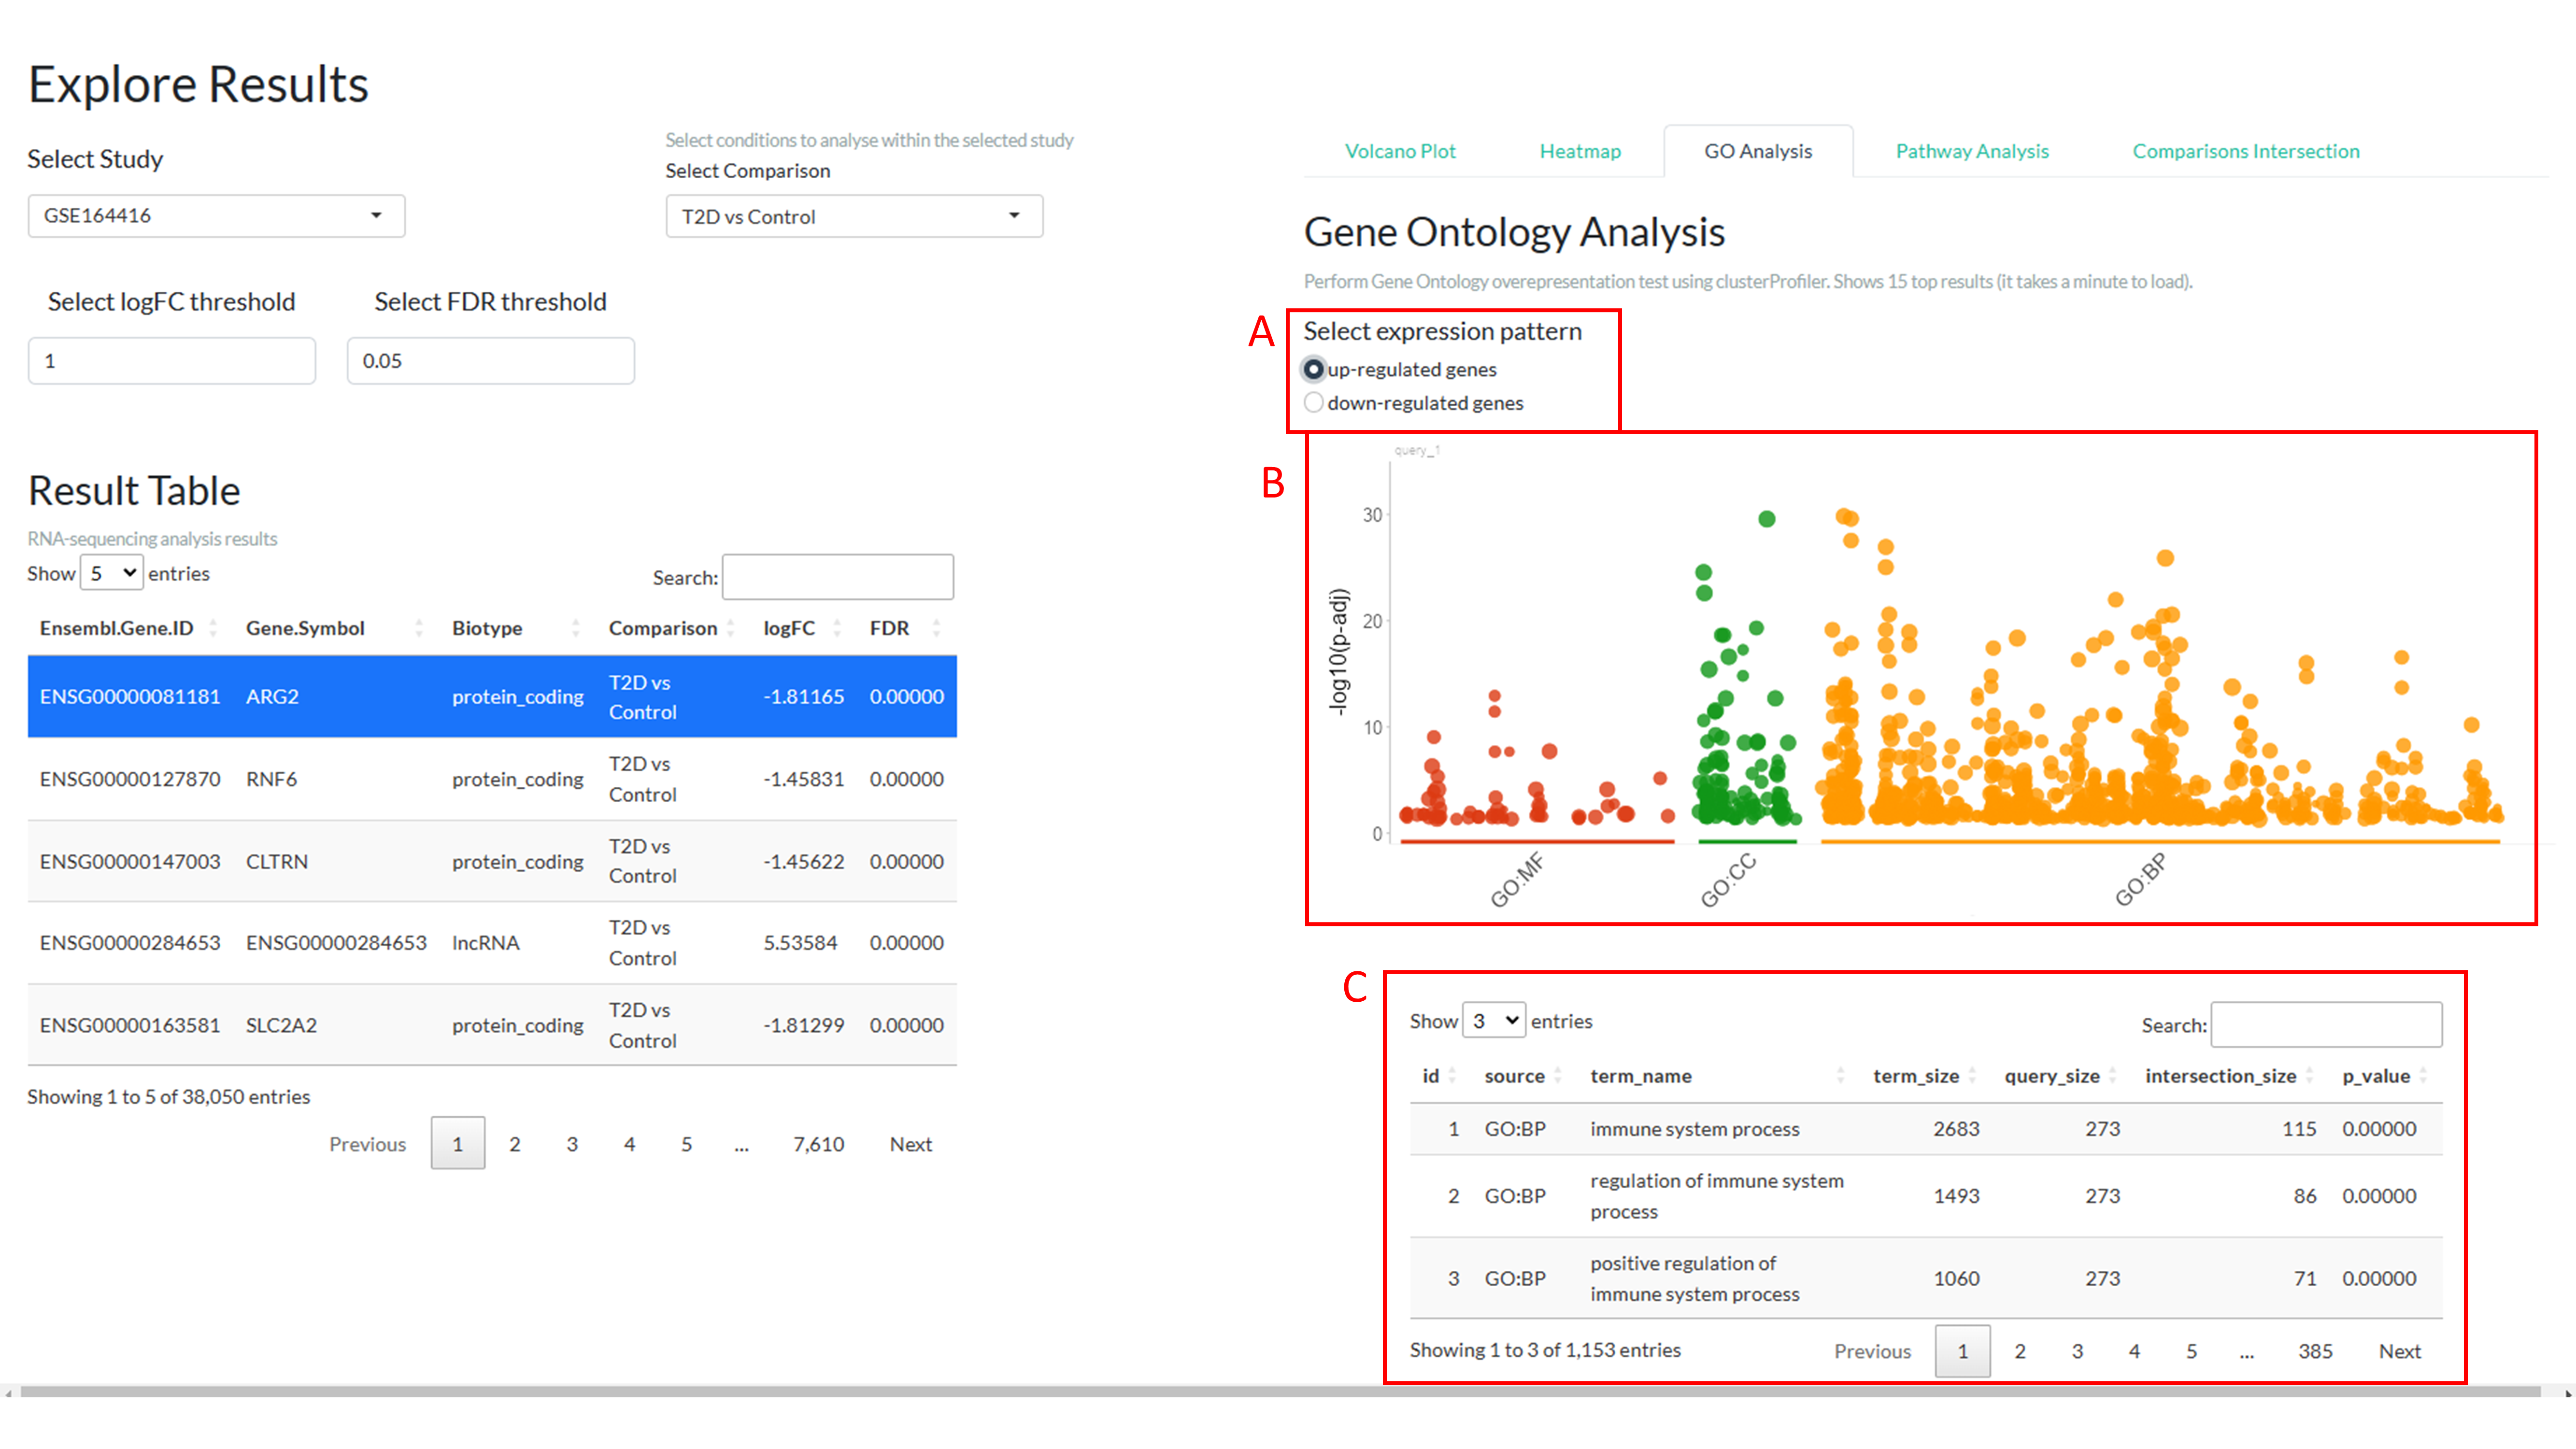 Explore Results
Select Study
GSE164416
Select conditions to analyse within the selected study
Select Comparison
T2D vs Control
Select logFC threshold
1
Select FDR threshold
0.05
Result Table
RNA-sequencing analysis results
Show 5 entries
Search:
Ensembl.Gene.ID Gene.Symbol Biotype Comparison logFC FDR
ENSG00000081181 ARG2 protein_coding T2D vs Control -1.81165 0.00000
ENSG00000127870 RNF6 protein_coding T2D vs Control -1.45831 0.00000
ENSG00000147003 CLTRN protein_coding T2D vs Control -1.45622 0.00000
ENSG00000284653 ENSG00000284653 lncRNA T2D vs Control 5.53584 0.00000
ENSG00000163581 SLC2A2 protein_coding T2D vs Control -1.81299 0.00000
Showing 1 to 5 of 38,050 entries
Previous 1 2 3 4 5 ... 7,610 Next
Volcano Plot Heatmap GO Analysis Pathway Analysis Comparisons Intersection
Gene Ontology Analysis
Perform Gene Ontology overepresentation test using clusterProfiler. Shows 15 top results (it takes a minute to load).
A
Select expression pattern
up-regulated genes
down-regulated genes
B
query_1
-log10(p-adj)
30
20
10
0
GO:MF GO:CC GO:BP
C
Show 3 entries
Search:
id source term_name term_size query_size intersection_size p_value
1 GO:BP immune system process 2683 273 115 0.00000
2 GO:BP regulation of immune system process 1493 273 86 0.00000
3 GO:BP positive regulation of immune system process 1060 273 71 0.00000
Showing 1 to 3 of 1,153 entries
Previous 1 2 3 4 5 ... 385 Next